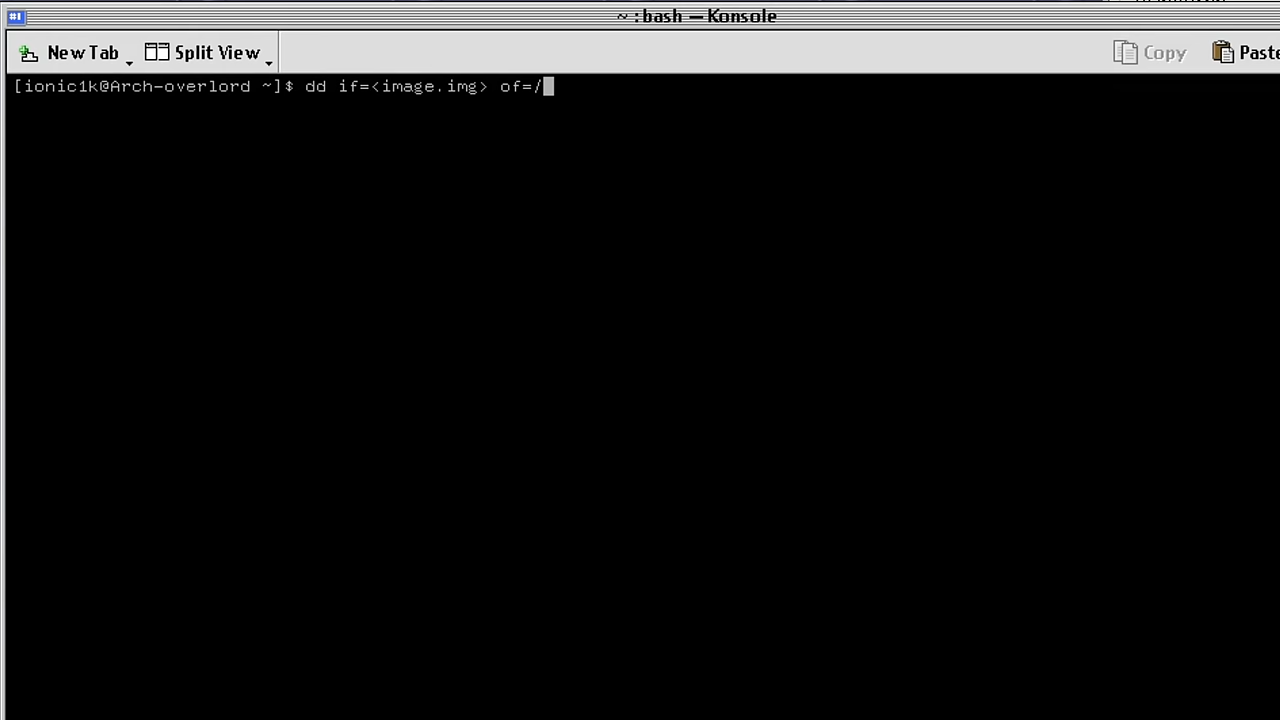 ~ : bash — Konsole
New Tab Split View Copy Paste
[ionic1k@Arch-overlord ~]$ dd if=<image.img> of=/